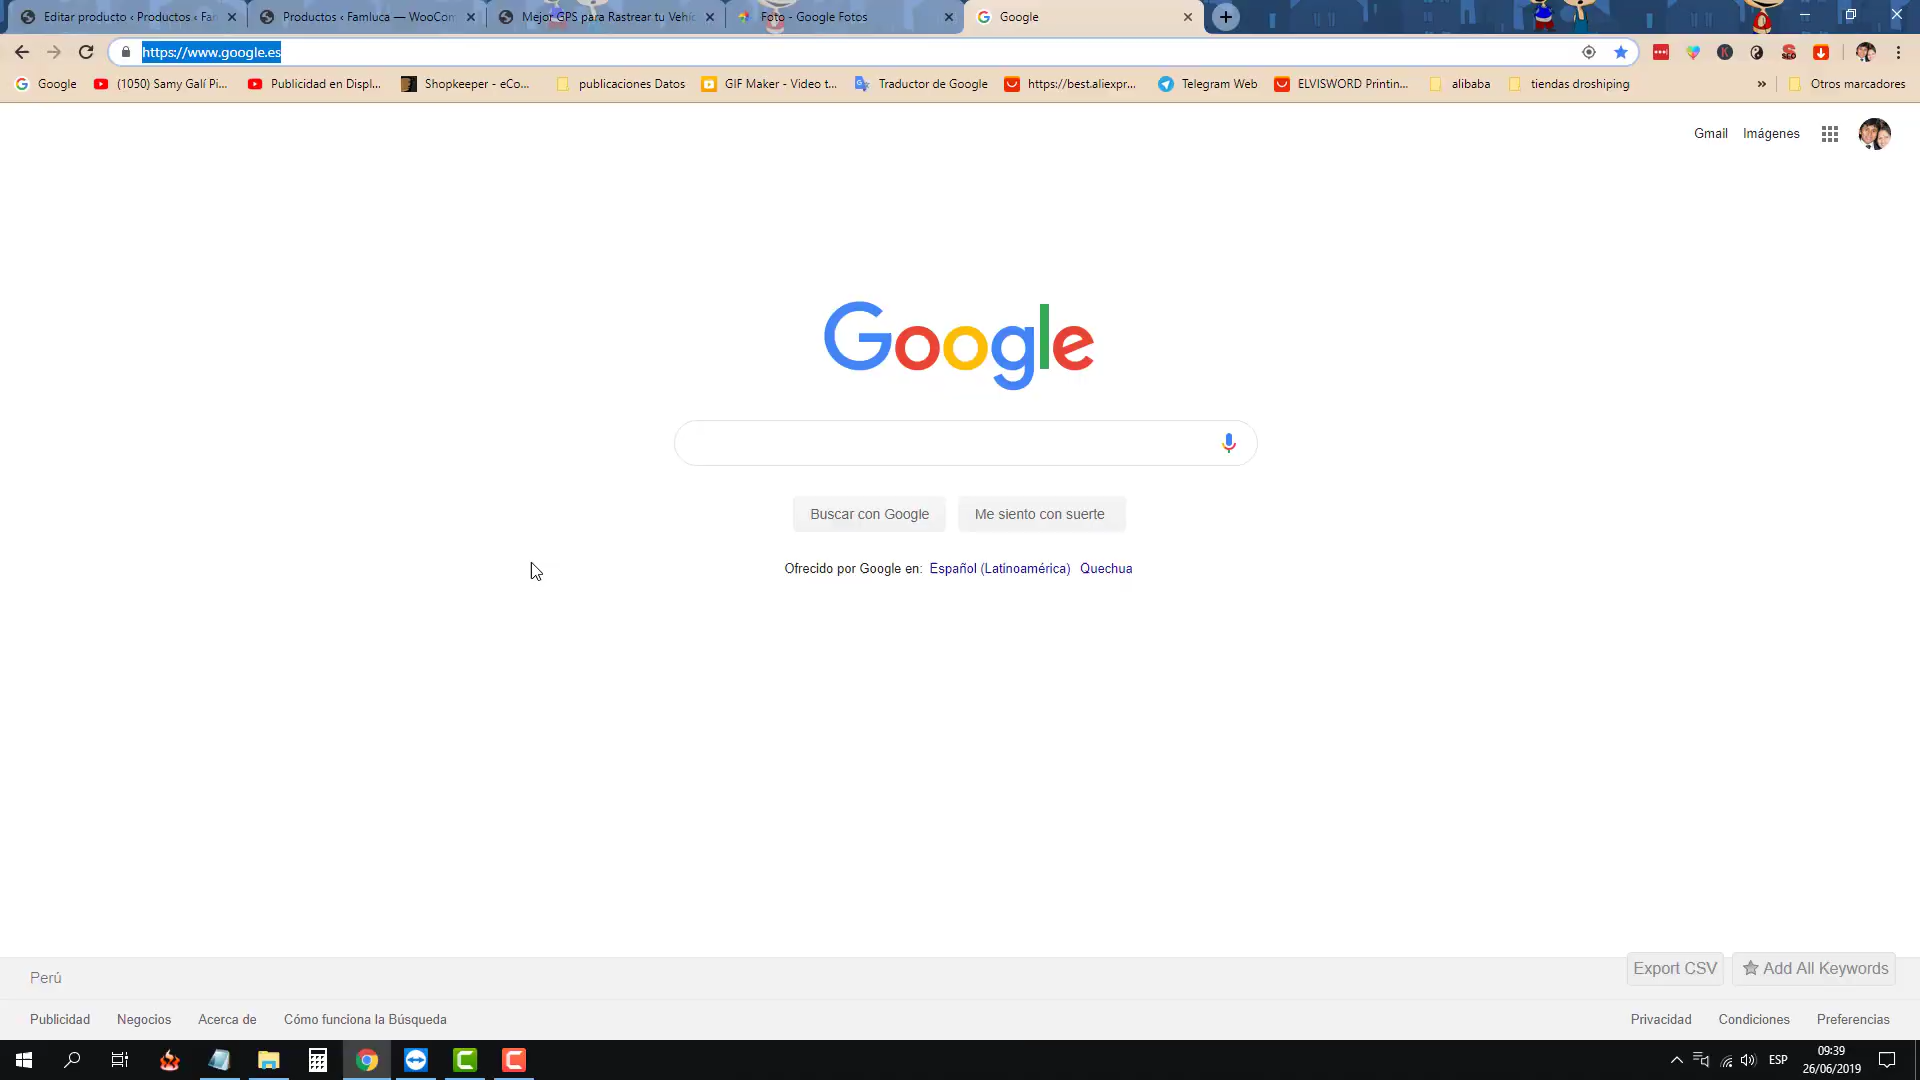 Editar producto ‹ Productos ‹ Fa
Productos ‹ Famluca — WooCom
Mejor GPS para Rastrear tu Vehíc
Foto - Google Fotos
Google
https://www.google.es
Google
(1050) Samy Galí Pi...
Publicidad en Displ...
Shopkeeper - eCo...
publicaciones Datos
GIF Maker - Video t...
Traductor de Google
https://best.aliexpr...
Telegram Web
ELVISWORD Printin...
alibaba
tiendas droshiping
»
Otros marcadores
Gmail
Imágenes
Google
Buscar con Google
Me siento con suerte
Ofrecido por Google en: Español (Latinoamérica) Quechua
Export CSV
Add All Keywords
Perú
Publicidad
Negocios
Acerca de
Cómo funciona la Búsqueda
Privacidad
Condiciones
Preferencias
ESP
09:39
26/06/2019